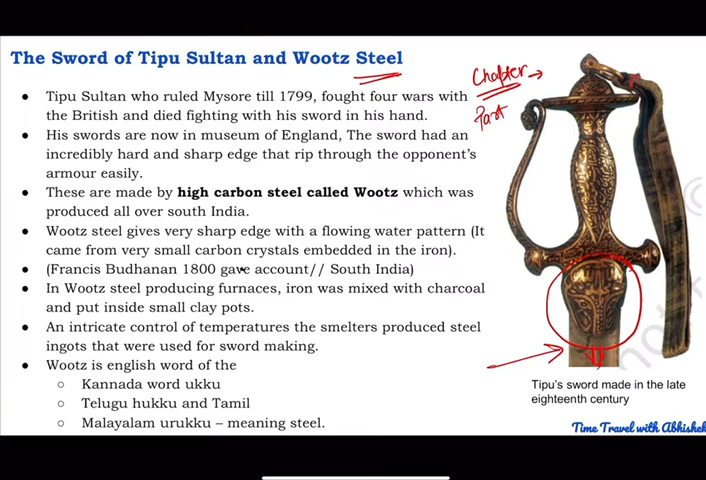 The Sword of Tipu Sultan and Wootz Steel
Chapter
Part
● Tipu Sultan who ruled Mysore till 1799, fought four wars with
the British and died fighting with his sword in his hand.
● His swords are now in museum of England, The sword had an
incredibly hard and sharp edge that rip through the opponent's
armour easily.
● These are made by high carbon steel called Wootz which was
produced all over south India.
● Wootz steel gives very sharp edge with a flowing water pattern (It
came from very small carbon crystals embedded in the iron).
● (Francis Budhanan 1800 gave account// South India)
● In Wootz steel producing furnaces, iron was mixed with charcoal
and put inside small clay pots.
● An intricate control of temperatures the smelters produced steel
ingots that were used for sword making.
● Wootz is english word of the
○ Kannada word ukku
○ Telugu hukku and Tamil
○ Malayalam urukku – meaning steel.
Tipu's sword made in the late
eighteenth century
Time Travel with Abhishek